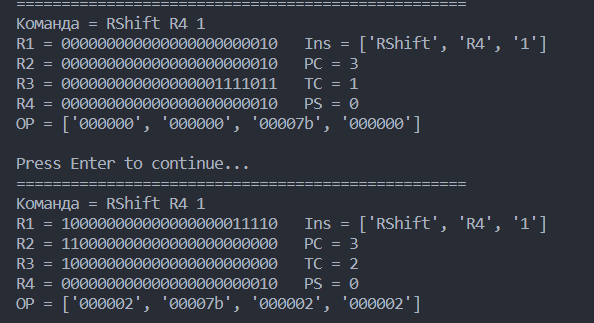 ==================================================
Команда = RShift R4 1
R1 = 000000000000000000000010   Ins = ['RShift', 'R4', '1']
R2 = 000000000000000000000010   PC = 3
R3 = 000000000000000001111011   TC = 1
R4 = 000000000000000000000010   PS = 0
OP = ['000000', '000000', '00007b', '000000']
Press Enter to continue...
==================================================
Команда = RShift R4 1
R1 = 100000000000000000011110   Ins = ['RShift', 'R4', '1']
R2 = 110000000000000000000000   PC = 3
R3 = 100000000000000000000000   TC = 2
R4 = 000000000000000000000010   PS = 0
OP = ['000002', '00007b', '000002', '000002']